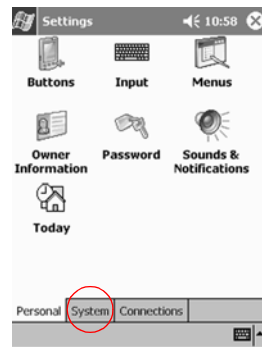 Settings 10:58
Buttons Input Menus
Owner Information Password Sounds & Notifications
Today
Personal System Connections